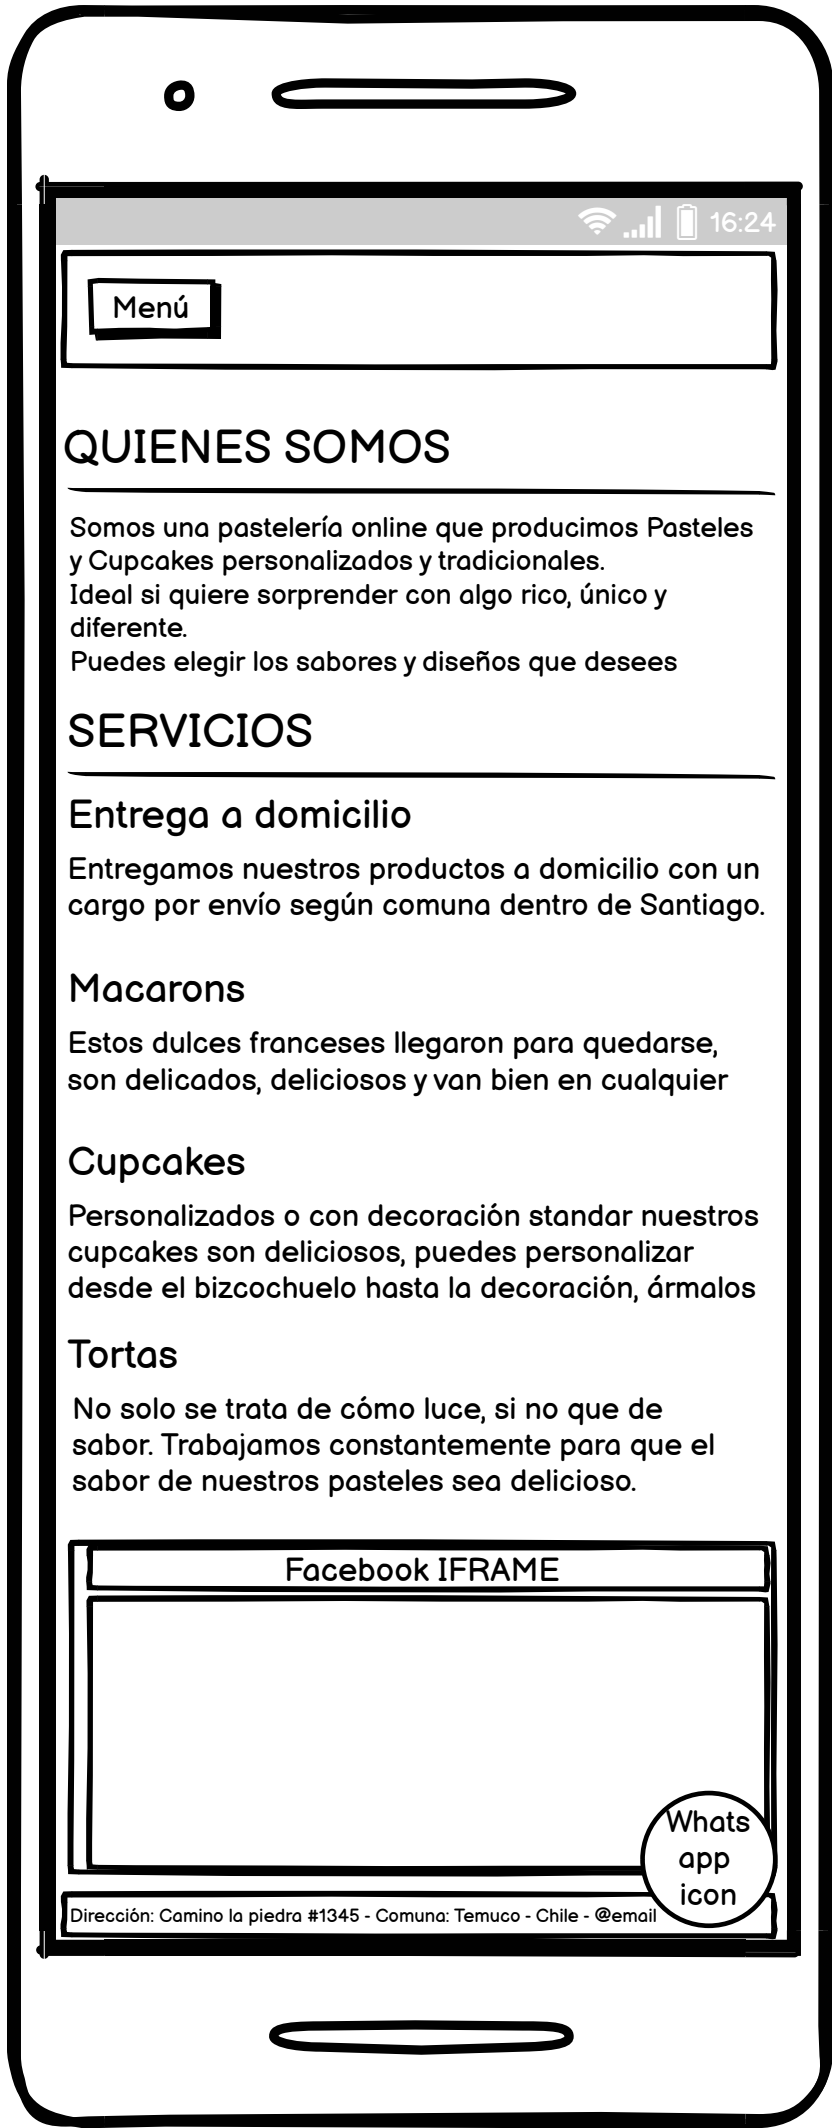 16:24
Menú
QUIENES SOMOS
Somos una pastelería online que producimos Pasteles
y Cupcakes personalizados y tradicionales.
Ideal si quiere sorprender con algo rico, único y
diferente.
Puedes elegir los sabores y diseños que desees
SERVICIOS
Entrega a domicilio
Entregamos nuestros productos a domicilio con un
cargo por envío según comuna dentro de Santiago.
Macarons
Estos dulces franceses llegaron para quedarse,
son delicados, deliciosos y van bien en cualquier
Cupcakes
Personalizados o con decoración standar nuestros
cupcakes son deliciosos, puedes personalizar
desde el bizcochuelo hasta la decoración, ármalos
Tortas
No solo se trata de cómo luce, si no que de
sabor. Trabajamos constantemente para que el
sabor de nuestros pasteles sea delicioso.
Facebook IFRAME
Whats
app
icon
Dirección: Camino la piedra #1345 - Comuna: Temuco - Chile - @email